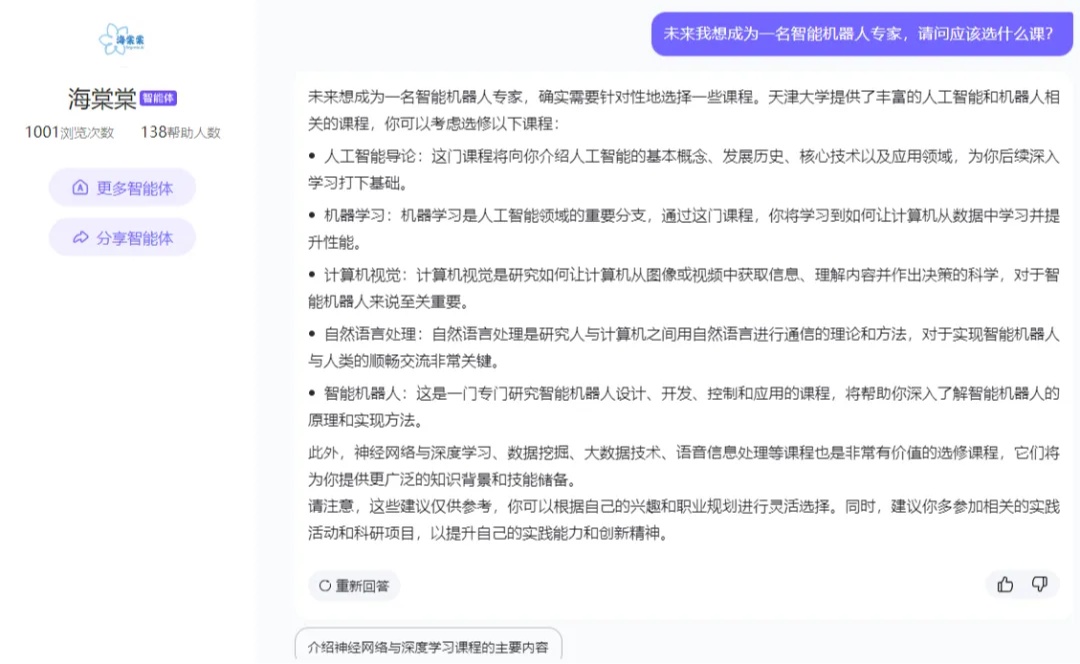 海棠棠
海棠棠 智能体
1001浏览次数 138帮助人数
更多智能体
分享智能体
未来我想成为一名智能机器人专家，请问应该选什么课？
未来想成为一名智能机器人专家，确实需要针对性地选择一些课程。天津大学提供了丰富的人工智能和机器人相
关的课程，你可以考虑选修以下课程：
• 人工智能导论：这门课程将向你介绍人工智能的基本概念、发展历史、核心技术以及应用领域，为你后续深入
学习打下基础。
• 机器学习：机器学习是人工智能领域的重要分支，通过这门课程，你将学习到如何让计算机从数据中学习并提
升性能。
• 计算机视觉：计算机视觉是研究如何让计算机从图像或视频中获取信息、理解内容并作出决策的科学，对于智
能机器人来说至关重要。
• 自然语言处理：自然语言处理是研究人与计算机之间用自然语言进行通信的理论和方法，对于实现智能机器人
与人类的顺畅交流非常关键。
• 智能机器人：这是一门专门研究智能机器人设计、开发、控制和应用的课程，将帮助你深入了解智能机器人的
原理和实现方法。
此外，神经网络与深度学习、数据挖掘、大数据技术、语音信息处理等课程也是非常有价值的选修课程，它们将
为你提供更广泛的知识背景和技能储备。
请注意，这些建议仅供参考，你可以根据自己的兴趣和职业规划进行灵活选择。同时，建议你多参加相关的实践
活动和科研项目，以提升自己的实践能力和创新精神。
重新回答
介绍神经网络与深度学习课程的主要内容